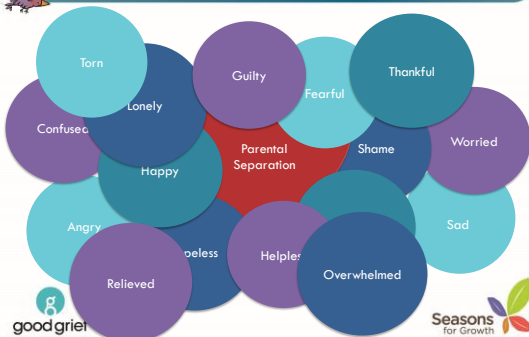 Torn
Lonely
Guilty
Fearful
Thankful
Confused
Parental
Separation
Shame
Worried
Happy
Angry
peless
Helples
Sad
Relieved
Overwhelmed
g
good grief
Seasons
for Growth